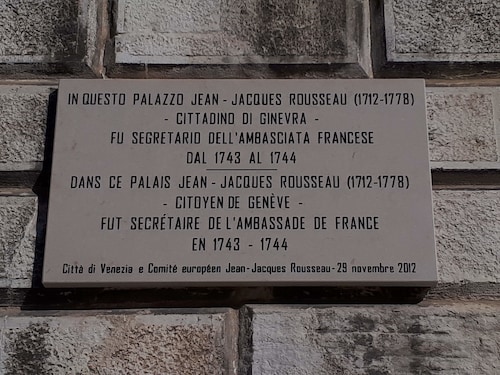 IN QUESTO PALAZZO JEAN - JACQUES ROUSSEAU (1712-1778)
- CITTADINO DI GINEVRA -
FU SEGRETARIO DELL'AMBASCIATA FRANCESE
DAL 1743 AL 1744
DANS CE PALAIS JEAN - JACQUES ROUSSEAU (1712-1778)
- CITOYEN DE GENÈVE -
FUT SECRÉTAIRE DE L'AMBASSADE DE FRANCE
EN 1743 - 1744
Città di Venezia e Comité européen Jean-Jacques Rousseau - 29 novembre 2012